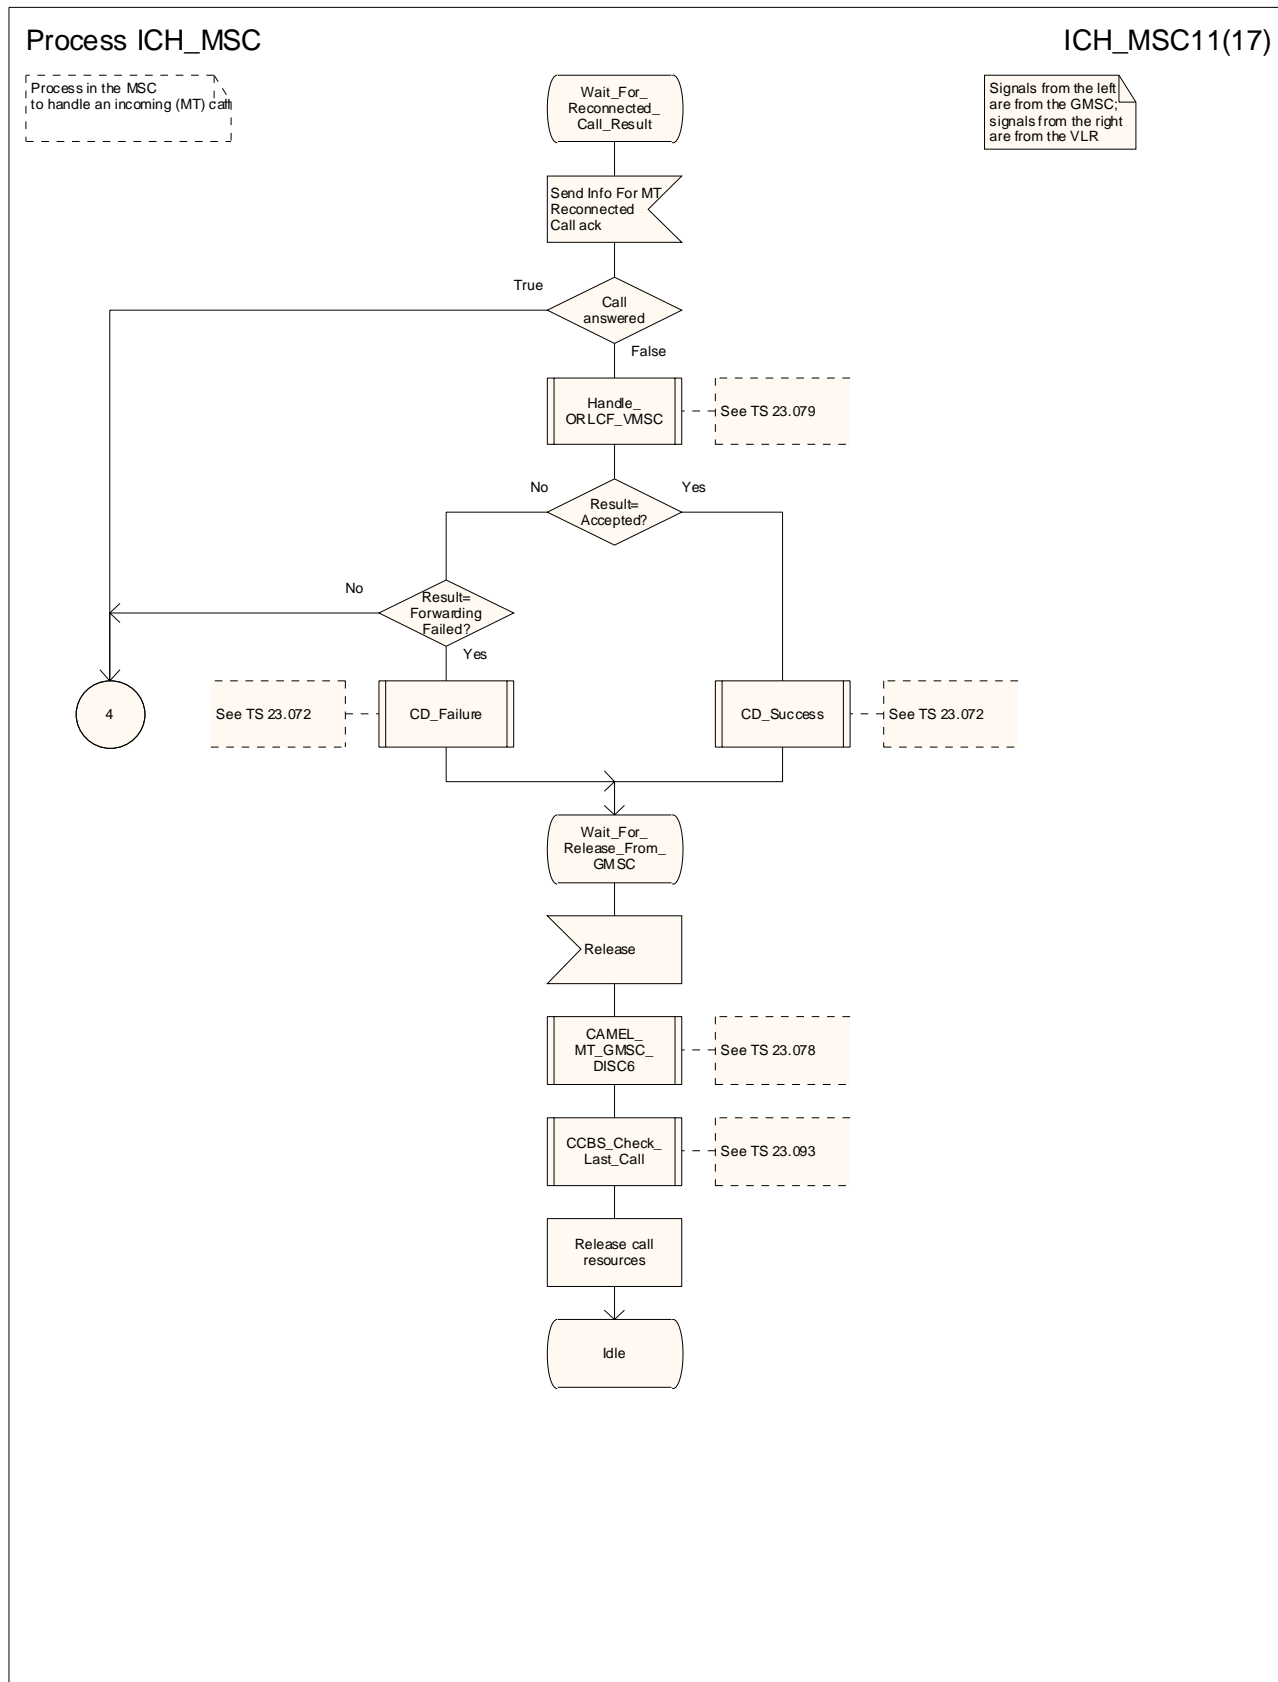 Process ICH_MSC
ICH_MSC11(17)
Process in the MSC
to handle an incoming (MT) call
Signals from the left
are from the GMSC;
signals from the right
are from the VLR
Wait_For_
Reconnected_
Call_Result
Send Info For MT
Reconnected
Call ack
True
Call
answered
False
Handle_
ORLCF_VMSC
See TS 23.079
No
Yes
Result=
Accepted?
No
Result=
Forwarding
Failed?
Yes
4
See TS 23.072
CD_Failure
CD_Success
See TS 23.072
Wait_For_
Release_From_
GMSC
Release
CAMEL_
MT_GMSC_
DISC6
See TS 23.078
CCBS_Check_
Last_Call
See TS 23.093
Release call
resources
Idle